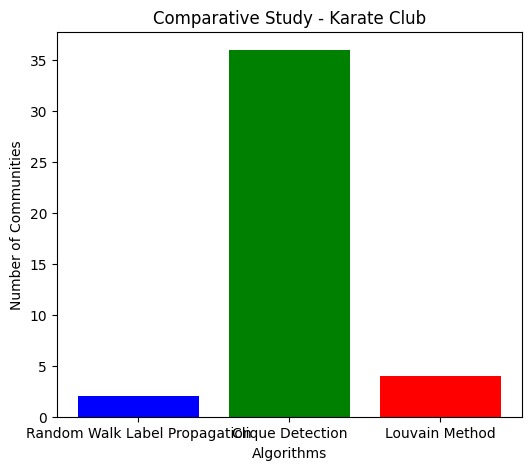 Comparative Study - Karate Club
Number of Communities
35
30
25
20
15
10
5
0
Random Walk Label Propagation
Clique Detection
Louvain Method
Algorithms